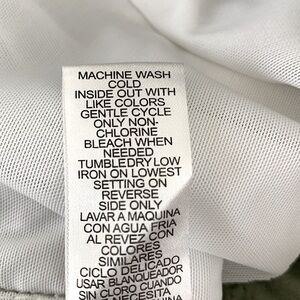 MACHINE WASH
COLD
INSIDE OUT WITH
LIKE COLORS
GENTLE CYCLE
ONLY NON-
CHLORINE
BLEACH WHEN
NEEDED
TUMBLEDRY LOW
IRON ON LOWEST
SETTING ON
REVERSE
SIDE ONLY
LAVAR A MAQUINA
CON AGUA FRIA
AL REVEZ CON
COLORES
SIMILARES
CICLO DELICADO
USAR BLANQUEADOR
SIN CLORO CUANDO
NECESITA